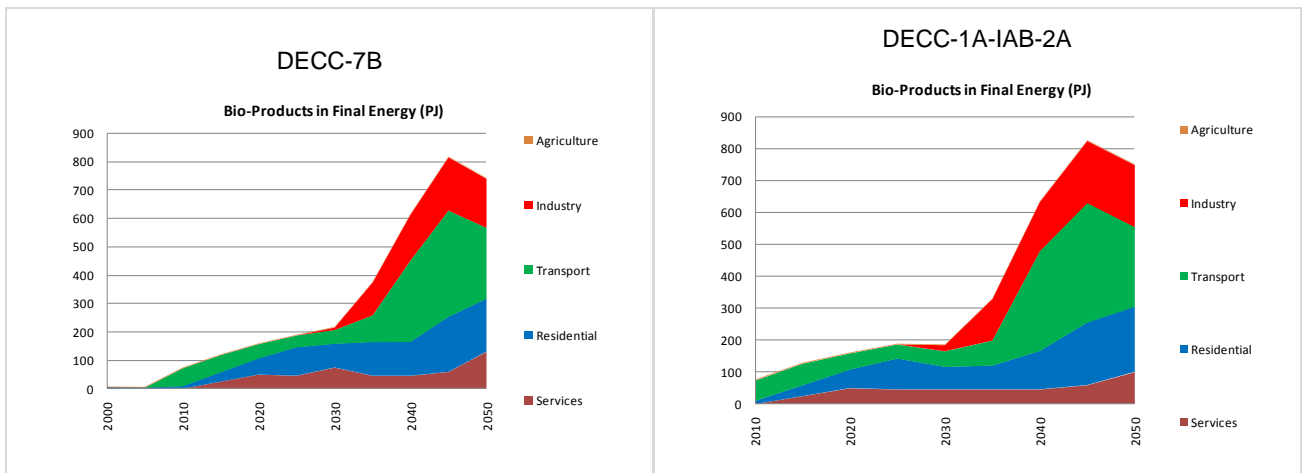 DECC-7B
Bio-Products in Final Energy (PJ)
900
800
700
600
500
400
300
200
100
0
2000
2010
2020
2030
2040
2050
Agriculture
Industry
Transport
Residential
Services
DECC-1A-IAB-2A
Bio-Products in Final Energy (PJ)
900
800
700
600
500
400
300
200
100
0
2010
2020
2030
2040
2050
Agriculture
Industry
Transport
Residential
Services